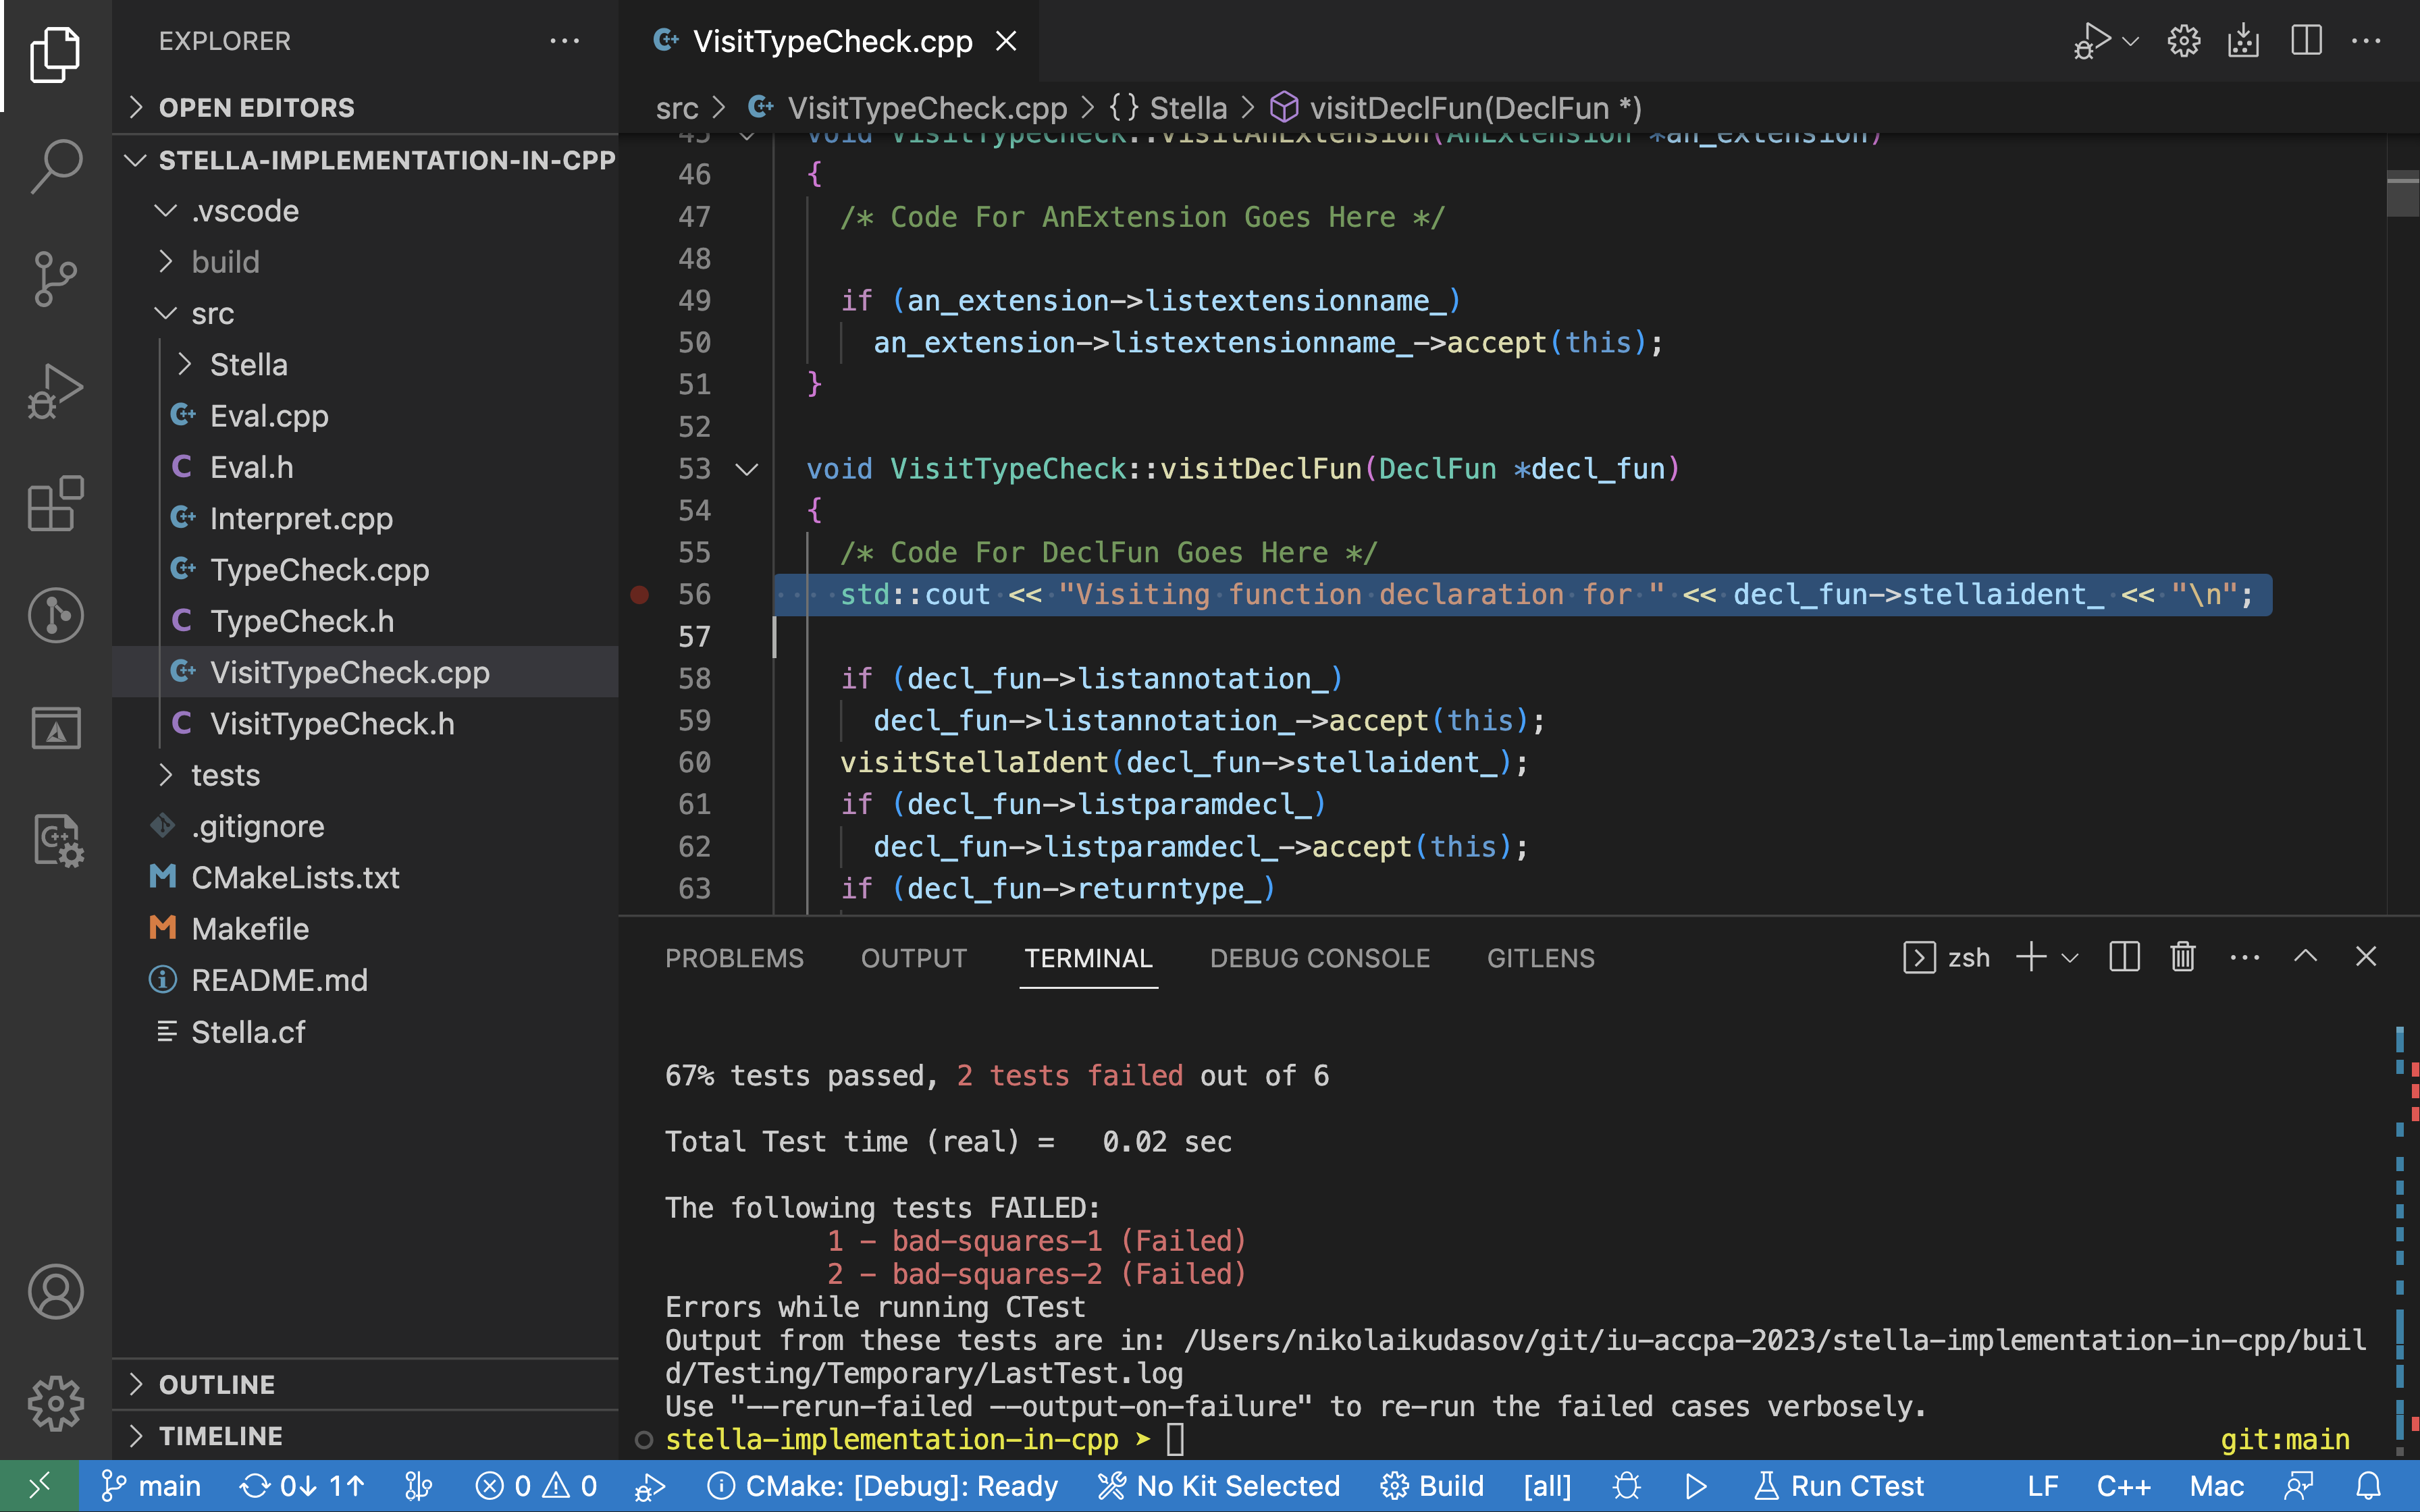 EXPLORER
OPEN EDITORS
STELLA-IMPLEMENTATION-IN-CPP
.vscode
build
src
Stella
Eval.cpp
Eval.h
Interpret.cpp
TypeCheck.cpp
TypeCheck.h
VisitTypeCheck.cpp
VisitTypeCheck.h
tests
.gitignore
CMakeLists.txt
Makefile
README.md
Stella.cf
OUTLINE
TIMELINE
VisitTypeCheck.cpp
src > VisitTypeCheck.cpp > {} Stella > visitDeclFun(DeclFun *)
45 void VisitTypeCheck::visitAnExtension(AnExtension *an_extension)
46 {
47 /* Code For AnExtension Goes Here */
48
49 if (an_extension->listextensionname_)
50 an_extension->listextensionname_->accept(this);
51 }
52
53 void VisitTypeCheck::visitDeclFun(DeclFun *decl_fun)
54 {
55 /* Code For DeclFun Goes Here */
56 std::cout << "Visiting function declaration for " << decl_fun->stellaident_ << "\n";
57
58 if (decl_fun->listannotation_)
59 decl_fun->listannotation_->accept(this);
60 visitStellaIdent(decl_fun->stellaident_);
61 if (decl_fun->listparamdecl_)
62 decl_fun->listparamdecl_->accept(this);
63 if (decl_fun->returntype_)
PROBLEMS OUTPUT TERMINAL DEBUG CONSOLE GITLENS zsh
67% tests passed, 2 tests failed out of 6
Total Test time (real) = 0.02 sec
The following tests FAILED:
1 - bad-squares-1 (Failed)
2 - bad-squares-2 (Failed)
Errors while running CTest
Output from these tests are in: /Users/nikolaikudasov/git/iu-accpa-2023/stella-implementation-in-cpp/buil
d/Testing/Temporary/LastTest.log
Use "--rerun-failed --output-on-failure" to re-run the failed cases verbosely.
stella-implementation-in-cpp ➤ git:main
main 0↓ 1↑ 0 0 CMake: [Debug]: Ready No Kit Selected Build [all] Run CTest LF C++ Mac